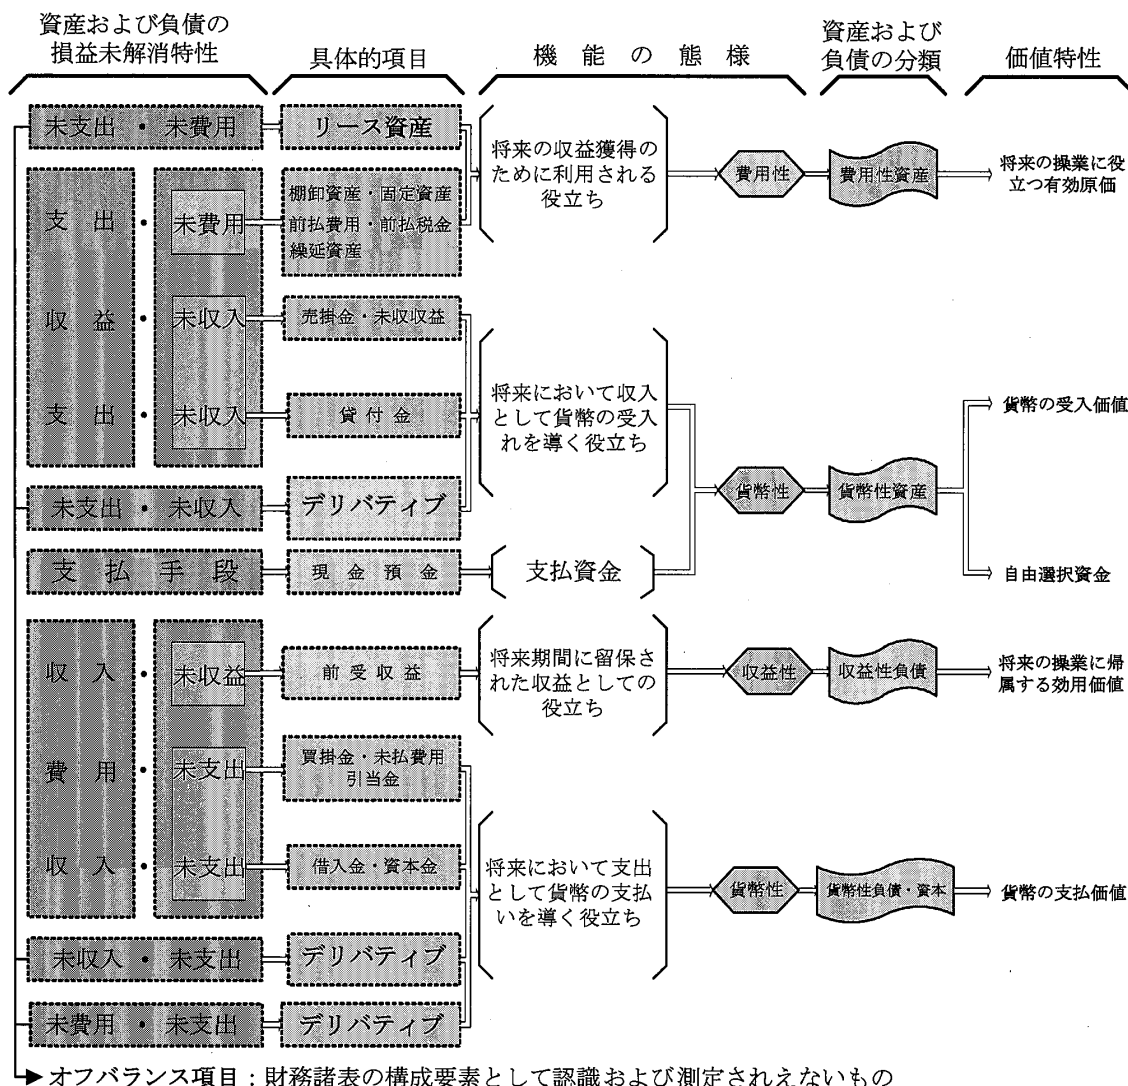 資産および負債の
損益未解消特性
具体的項目
機能の態様
資産および
負債の分類
価値特性
未支出・未費用
リース資産
将来の収益獲得の
ために利用される
役立ち
費用性
費用性資産
将来の操業に役
立つ有効原価
支出・未費用
棚卸資産・固定資産
前払費用・前払税金
繰延資産
収益・未収入
売掛金・未収収益
支出・未収入
貸付金
将来において収入
として貨幣の受入
れを導く役立ち
貨幣性
貨幣性資産
貨幣の受入価値
未支出・未収入
デリバティブ
支払手段
現金預金
支払資金
自由選択資金
収入・未収益
前受収益
将来期間に留保さ
れた収益としての
役立ち
収益性
収益性負債
将来の操業に帰
属する効用価値
費用・未支出
買掛金・未払費用
引当金
収入・未支出
借入金・資本金
将来において支出
として貨幣の支払
いを導く役立ち
貨幣性
貨幣性負債・資本
貨幣の支払価値
未収入・未支出
デリバティブ
未費用・未支出
デリバティブ
オフバランス項目：財務諸表の構成要素として認識および測定されえないもの